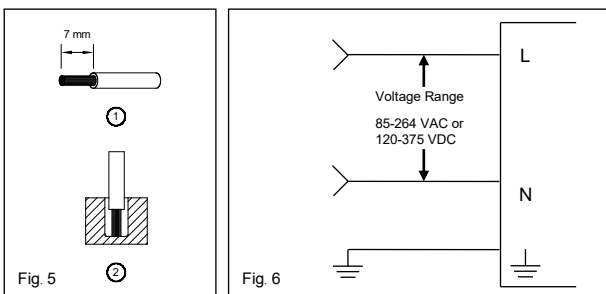 7 mm
1
2
Fig. 5
L
Voltage Range
85-264 VAC or
120-375 VDC
N
Fig. 6